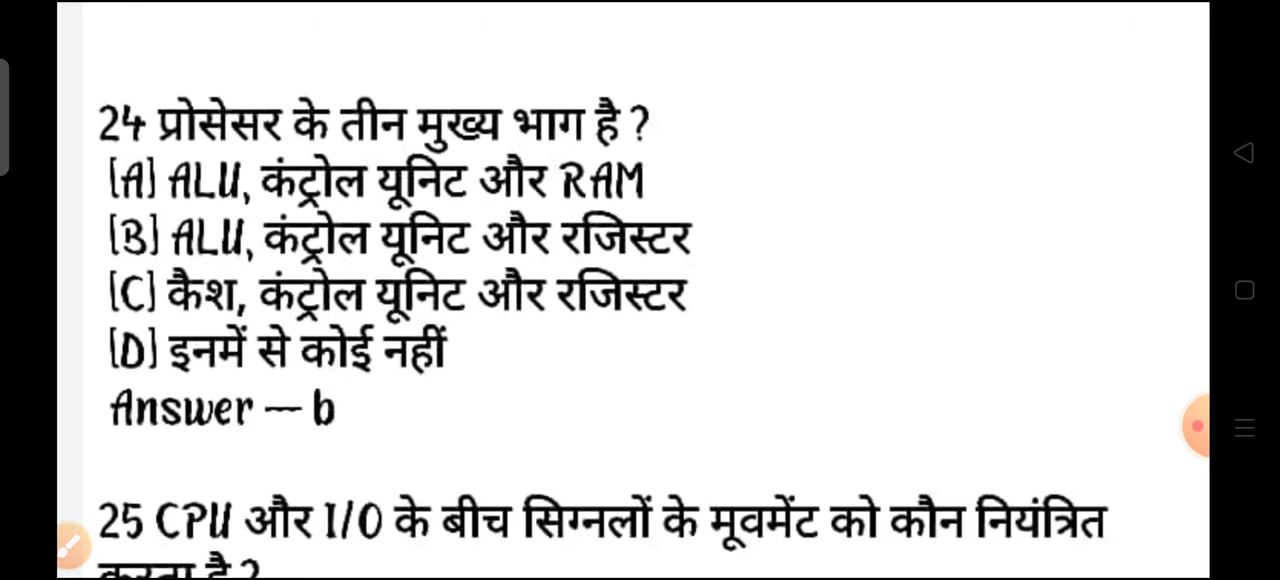 24 प्रोसेसर के तीन मुख्य भाग है ?
[A] ALU, कंट्रोल यूनिट और RAM
[B] ALU, कंट्रोल यूनिट और रजिस्टर
[C] कैश, कंट्रोल यूनिट और रजिस्टर
[D] इनमें से कोई नहीं
Answer – b
25 CPU और I/O के बीच सिग्नलों के मूवमेंट को कौन नियंत्रित
करता है ?